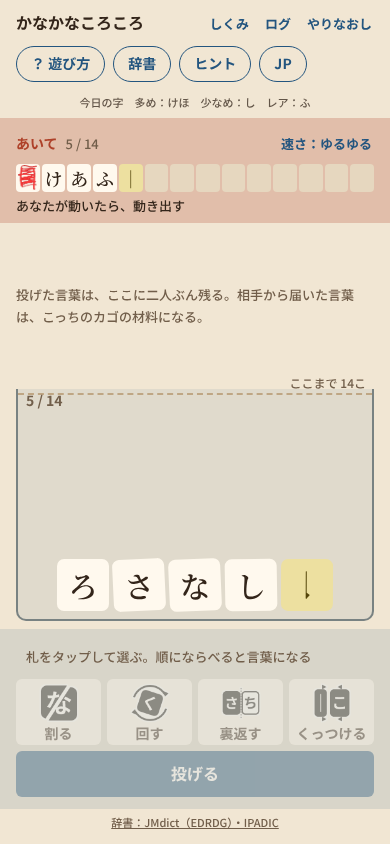 かなかなころころ
しくみ ログ やりなおし
? 遊び方 辞書 ヒント JP
今日の字 多め：けほ 少なめ：し レア：ふ
あいて 5 / 14 速さ：ゆるゆる
け あ ふ ｜
あなたが動いたら、動き出す
投げた言葉は、ここに二人ぶん残る。相手から届いた言葉
は、こっちのカゴの材料になる。
ここまで 14こ
5 / 14
ろ さ な し
札をタップして選ぶ。順にならべると言葉になる
な く さ ち こ
割る 回す 裏返す くっつける
投げる
辞書：JMdict（EDRDG）・IPADIC